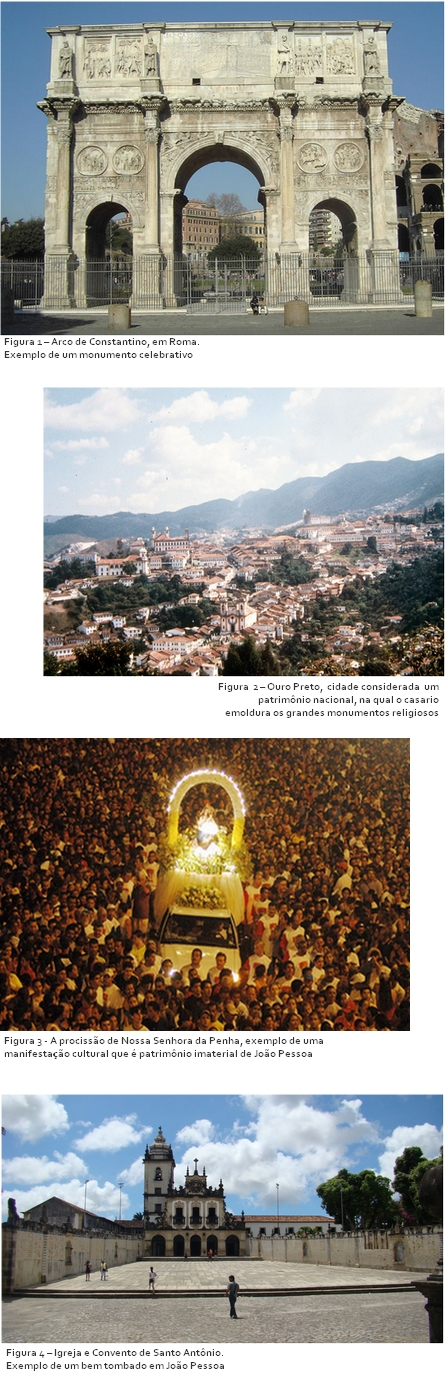 Figura 1 – Arco de Constantino, em Roma.
Exemplo de um monumento celebrativo
Figura 2 – Ouro Preto, cidade considerada um
patrimônio nacional, na qual o casario
emoldura os grandes monumentos religiosos
Figura 3 - A procissão de Nossa Senhora da Penha, exemplo de uma
manifestação cultural que é patrimônio imaterial de João Pessoa
Figura 4 – Igreja e Convento de Santo Antônio.
Exemplo de um bem tombado em João Pessoa